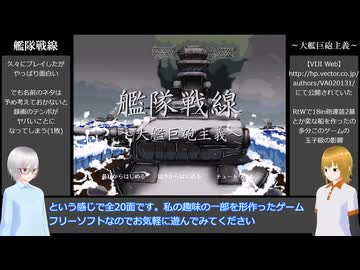 艦隊戦線
～大艦巨砲主義～
久々にプレイしたが
やっぱり面白い
でも名前のネタは
予め考えておかないと
録画のテンポが
ヤバいことに
なってしまう(1敗)
艦隊戦線
～大艦巨砲主義～
最初からはじめる
途中からはじめる
チュートリアル
【VIJI Web】
http://hp.vector.co.jp/
authors/VA020131/
にて公開されていた
RtWで18in砲連装2基
とか変な船を作ったの
多分このゲームの
玉子級の影響
という感じで全20面です。私の趣味の一部を形作ったゲーム
フリーソフトなのでお気軽に遊んでみてください